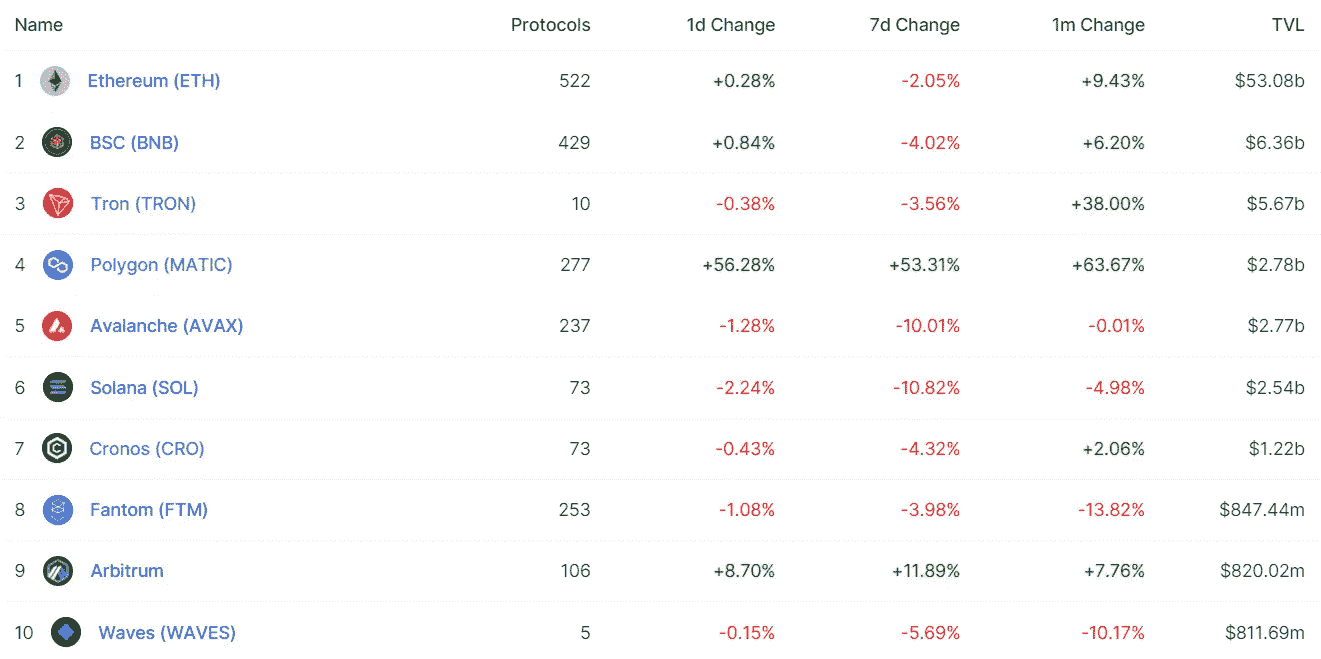 Name Protocols 1d Change 7d Change 1m Change TVL
1 Ethereum (ETH) 522 +0.28% -2.05% +9.43% $53.08b
2 BSC (BNB) 429 +0.84% -4.02% +6.20% $6.36b
3 Tron (TRON) 10 -0.38% -3.56% +38.00% $5.67b
4 Polygon (MATIC) 277 +56.28% +53.31% +63.67% $2.78b
5 Avalanche (AVAX) 237 -1.28% -10.01% -0.01% $2.77b
6 Solana (SOL) 73 -2.24% -10.82% -4.98% $2.54b
7 Cronos (CRO) 73 -0.43% -4.32% +2.06% $1.22b
8 Fantom (FTM) 253 -1.08% -3.98% -13.82% $847.44m
9 Arbitrum 106 +8.70% +11.89% +7.76% $820.02m
10 Waves (WAVES) 5 -0.15% -5.69% -10.17% $811.69m